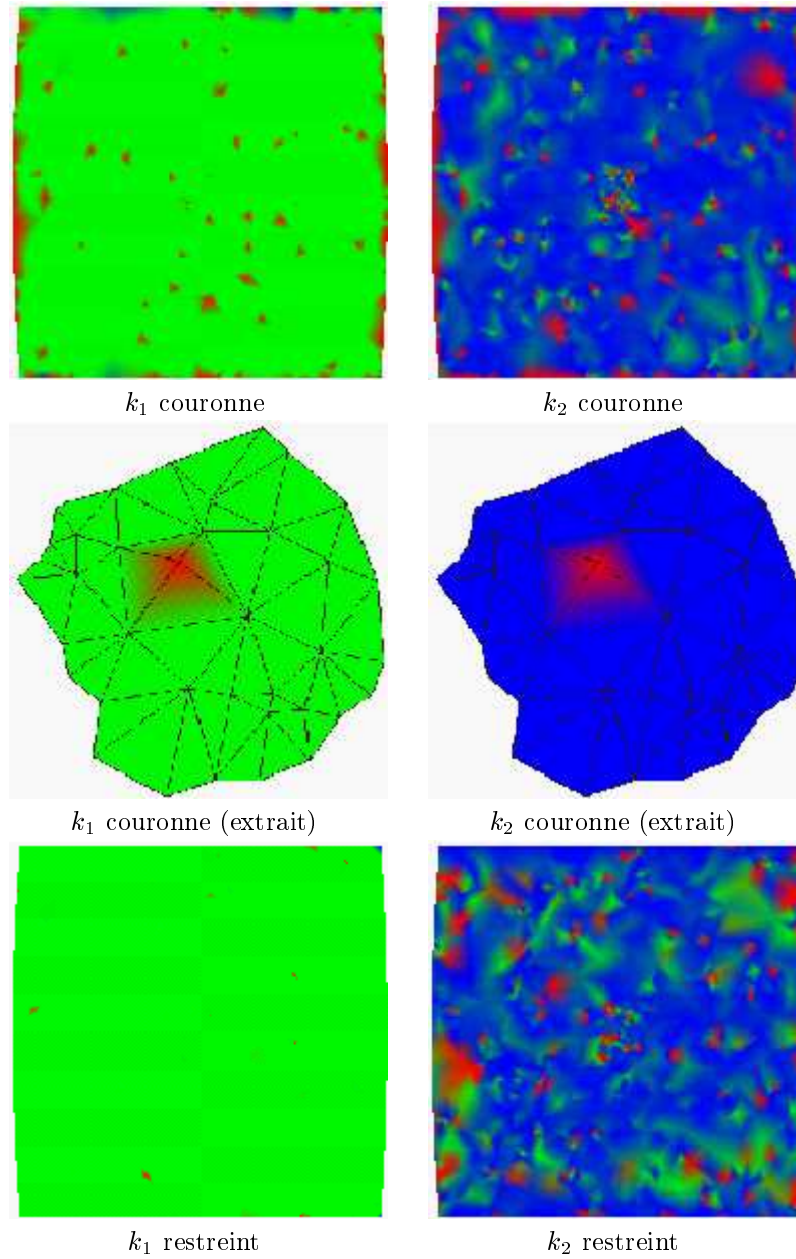 k₁ couronne
k₂ couronne
k₁ couronne (extrait)
k₂ couronne (extrait)
k₁ restreint
k₂ restreint